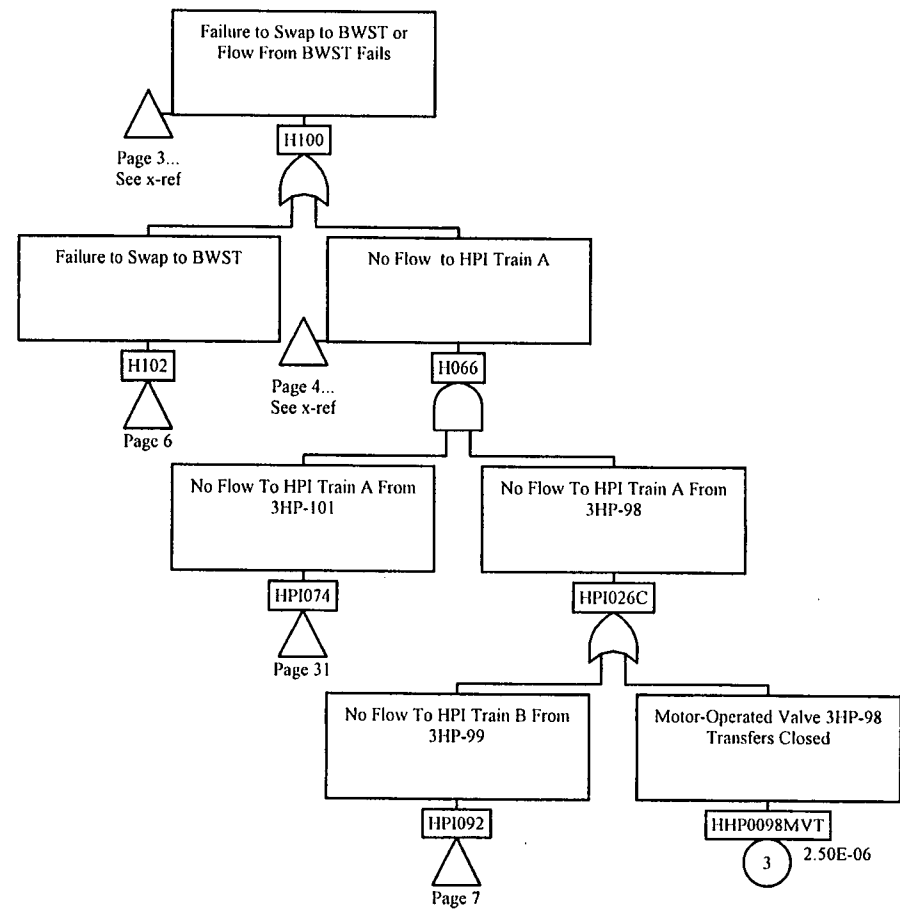 Failure to Swap to BWST or
Flow From BWST Fails
H100
Page 3...
See x-ref
Failure to Swap to BWST
No Flow to HPI Train A
H102
Page 6
Page 4...
See x-ref
H066
No Flow To HPI Train A From
3HP-101
No Flow To HPI Train A From
3HP-98
HPI074
Page 31
HPI026C
No Flow To HPI Train B From
3HP-99
Motor-Operated Valve 3HP-98
Transfers Closed
HPI092
Page 7
HHP0098MVT
3
2.50E-06